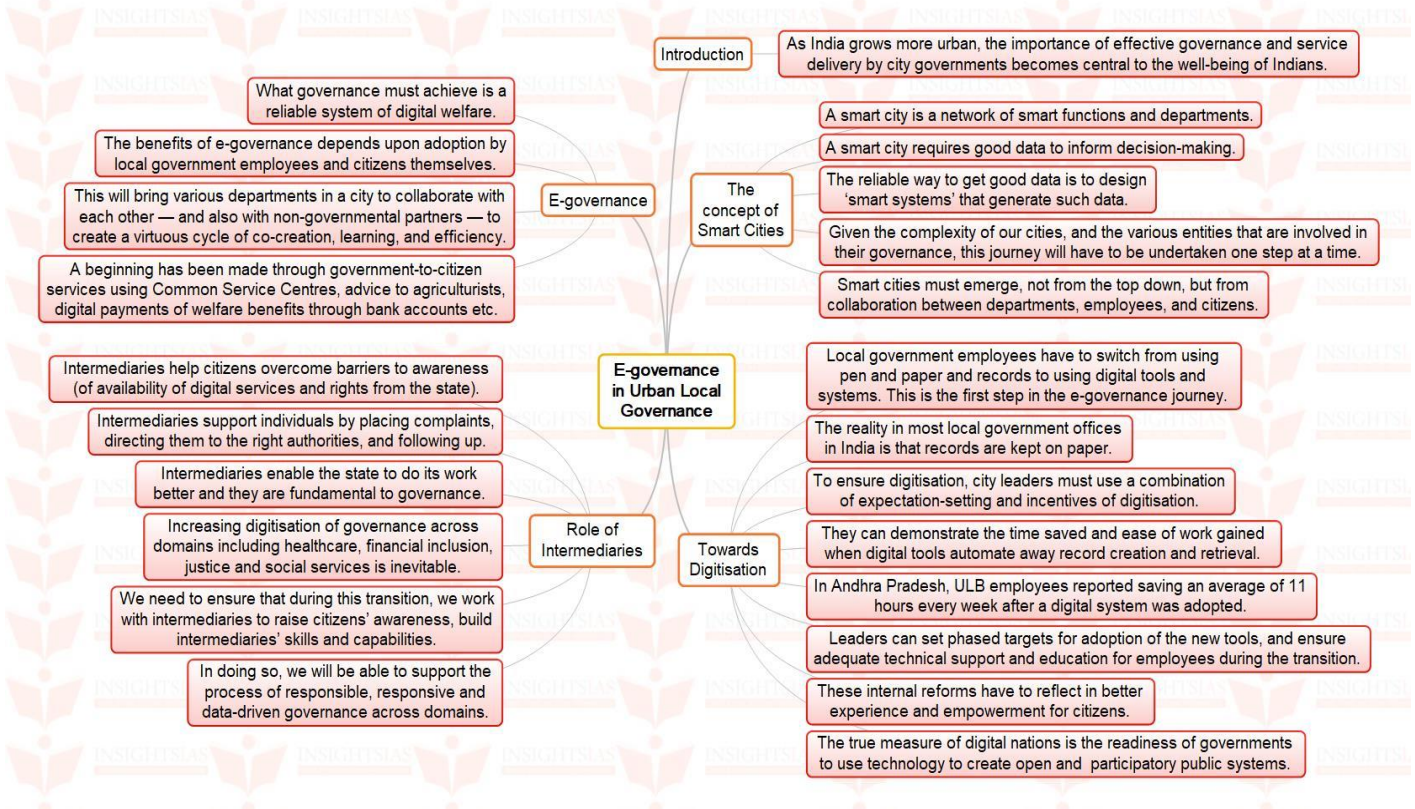 Introduction
As India grows more urban, the importance of effective governance and service
delivery by city governments becomes central to the well-being of Indians.
The
concept of
Smart Cities
A smart city is a network of smart functions and departments.
A smart city requires good data to inform decision-making.
The reliable way to get good data is to design
‘smart systems’ that generate such data.
Given the complexity of our cities, and the various entities that are involved in
their governance, this journey will have to be undertaken one step at a time.
Smart cities must emerge, not from the top down, but from
collaboration between departments, employees, and citizens.
E-governance
What governance must achieve is a
reliable system of digital welfare.
The benefits of e-governance depends upon adoption by
local government employees and citizens themselves.
This will bring various departments in a city to collaborate with
each other — and also with non-governmental partners — to
create a virtuous cycle of co-creation, learning, and efficiency.
A beginning has been made through government-to-citizen
services using Common Service Centres, advice to agriculturists,
digital payments of welfare benefits through bank accounts etc.
E-governance
in Urban Local
Governance
Role of
Intermediaries
Intermediaries help citizens overcome barriers to awareness
(of availability of digital services and rights from the state).
Intermediaries support individuals by placing complaints,
directing them to the right authorities, and following up.
Intermediaries enable the state to do its work
better and they are fundamental to governance.
Increasing digitisation of governance across
domains including healthcare, financial inclusion,
justice and social services is inevitable.
We need to ensure that during this transition, we work
with intermediaries to raise citizens’ awareness, build
intermediaries’ skills and capabilities.
In doing so, we will be able to support the
process of responsible, responsive and
data-driven governance across domains.
Towards
Digitisation
Local government employees have to switch from using
pen and paper and records to using digital tools and
systems. This is the first step in the e-governance journey.
The reality in most local government offices
in India is that records are kept on paper.
To ensure digitisation, city leaders must use a combination
of expectation-setting and incentives of digitisation.
They can demonstrate the time saved and ease of work gained
when digital tools automate away record creation and retrieval.
In Andhra Pradesh, ULB employees reported saving an average of 11
hours every week after a digital system was adopted.
Leaders can set phased targets for adoption of the new tools, and ensure
adequate technical support and education for employees during the transition.
These internal reforms have to reflect in better
experience and empowerment for citizens.
The true measure of digital nations is the readiness of governments
to use technology to create open and participatory public systems.
INSIGHTSIAS